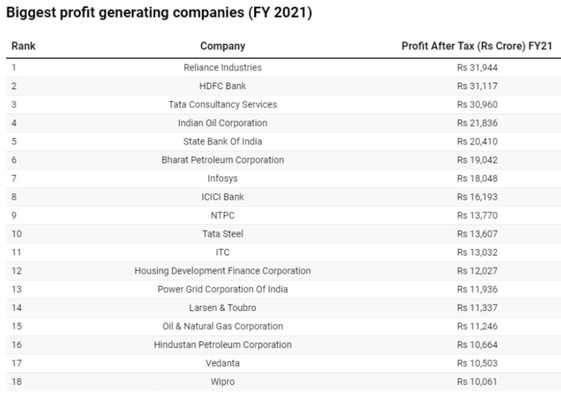 Biggest profit generating companies (FY 2021)
Rank Company Profit After Tax (Rs Crore) FY21
1 Reliance Industries Rs 31,944
2 HDFC Bank Rs 31,117
3 Tata Consultancy Services Rs 30,960
4 Indian Oil Corporation Rs 21,836
5 State Bank Of India Rs 20,410
6 Bharat Petroleum Corporation Rs 19,042
7 Infosys Rs 18,048
8 ICICI Bank Rs 16,193
9 NTPC Rs 13,770
10 Tata Steel Rs 13,607
11 ITC Rs 13,032
12 Housing Development Finance Corporation Rs 12,027
13 Power Grid Corporation Of India Rs 11,936
14 Larsen & Toubro Rs 11,337
15 Oil & Natural Gas Corporation Rs 11,246
16 Hindustan Petroleum Corporation Rs 10,664
17 Vedanta Rs 10,503
18 Wipro Rs 10,061